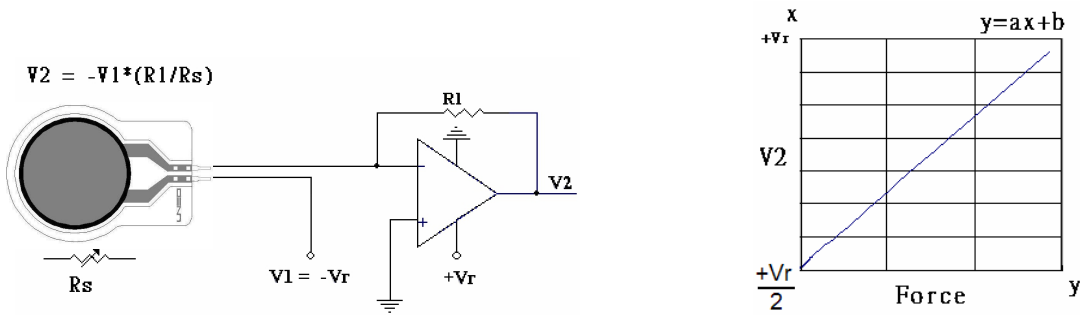 V2 = -V1*(R1/Rs)
R1
V2
V1 = -Vr
+Vr
Rs
x
y=ax+b
+Vr
V2
+Vr
2
Force
y